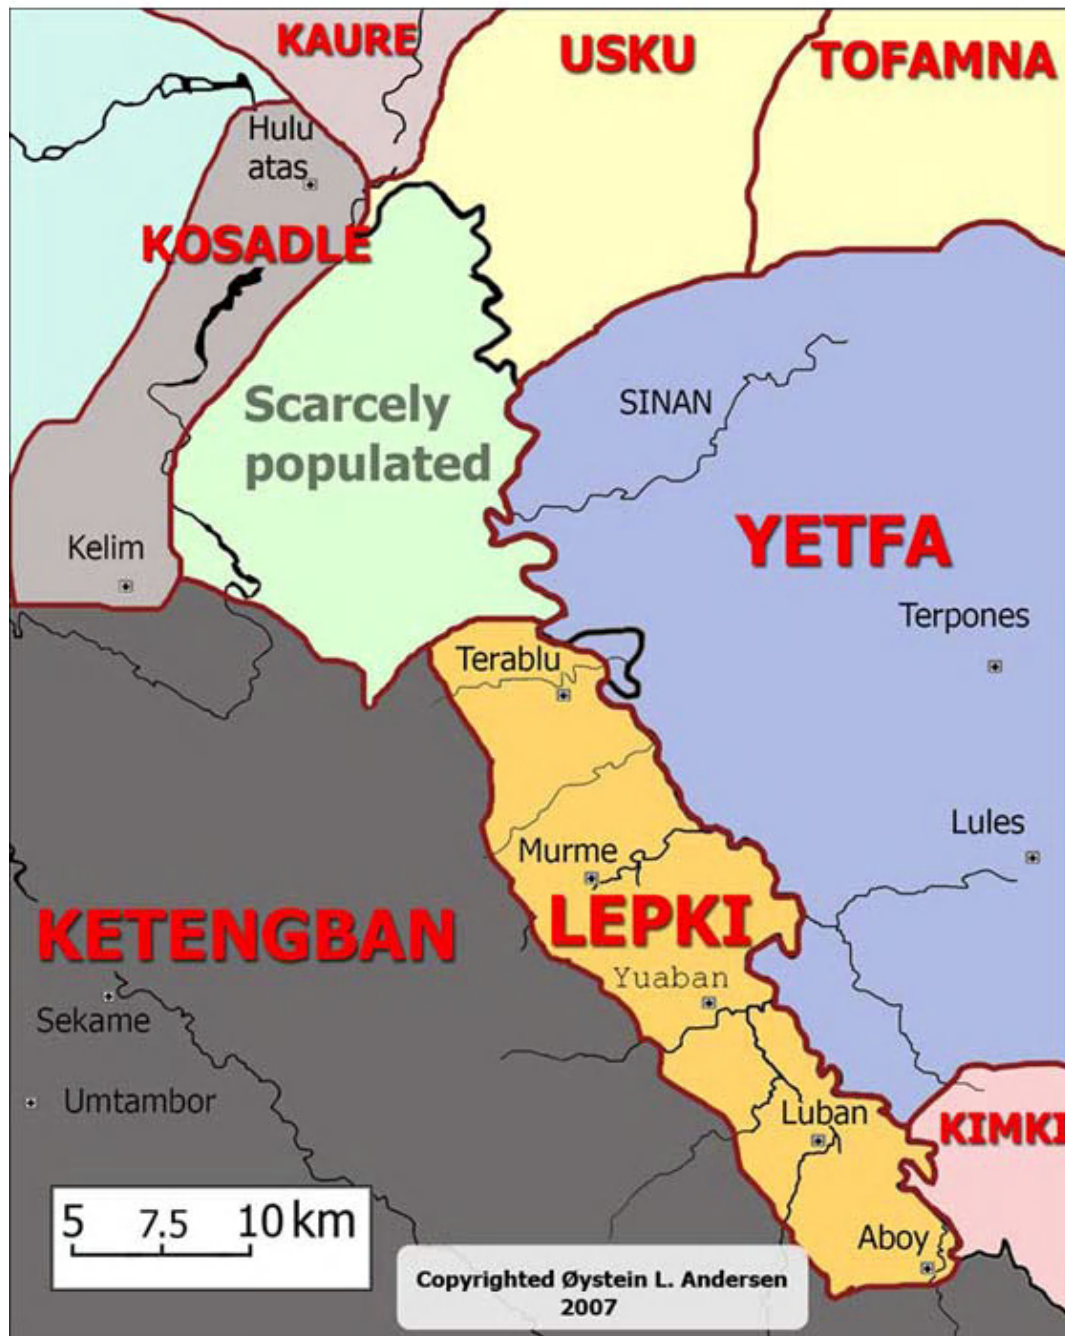 KAURE
USKU
TOFAMNA
Hulu
atas
KOSADLE
Scarcely
populated
SINAN
YETFA
Kelim
Terpones
Terablu
Lules
Murme
KETENGBAN
LEPKI
Yuaban
Sekame
Umtambor
Luban
KIMKI
Aboy
5 7.5 10 km
Copyrighted Øystein L. Andersen
2007